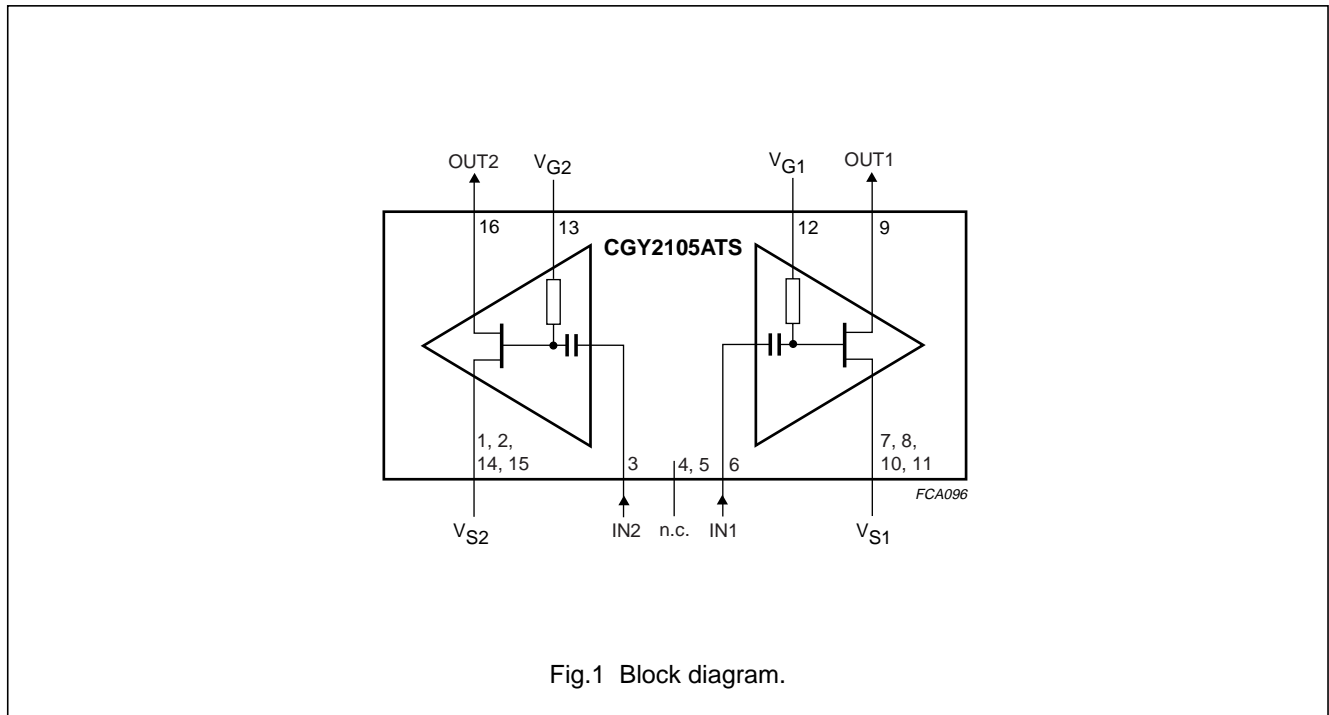 OUT2
VG2
VG1
OUT1
16
13
12
9
CGY2105ATS
1, 2,
14, 15
3
4, 5
6
7, 8,
10, 11
FCA096
VS2
IN2
n.c.
IN1
VS1
Fig.1 Block diagram.